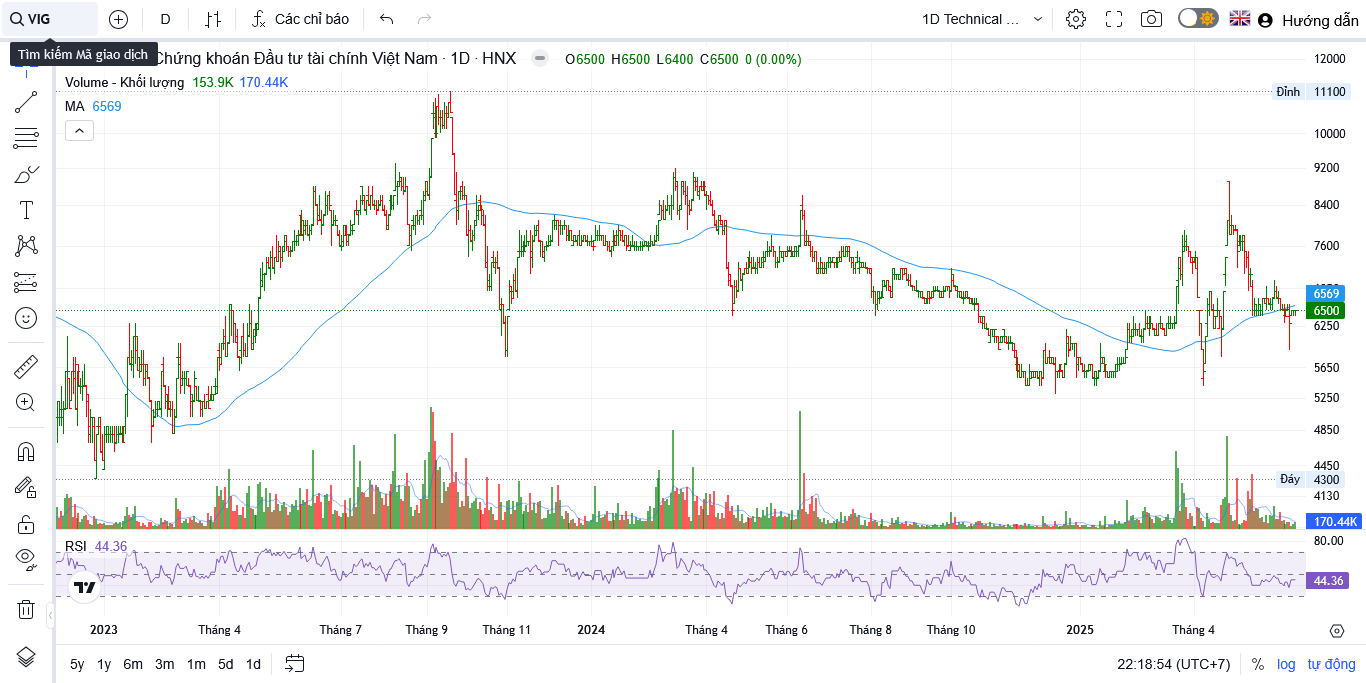 VIG D Các chỉ báo 1D Technical ... Hướng dẫn
Tìm kiếm Mã giao dịch
Chứng khoán Đầu tư tài chính Việt Nam · 1D · HNX O6500 H6500 L6400 C6500 0 (0.00%)
Volume - Khối lượng 153.9K 170.44K
MA 6569
12000
Đỉnh 11100
10000
9200
8400
7600
6569
6500
6250
5650
5250
4850
4450
Đáy 4300
4130
170.44K
RSI 44.36
80.00
44.36
2023 Tháng 4 Tháng 7 Tháng 9 Tháng 11 2024 Tháng 4 Tháng 6 Tháng 8 Tháng 10 2025 Tháng 4
5y 1y 6m 3m 1m 5d 1d 22:18:54 (UTC+7) % log tự động